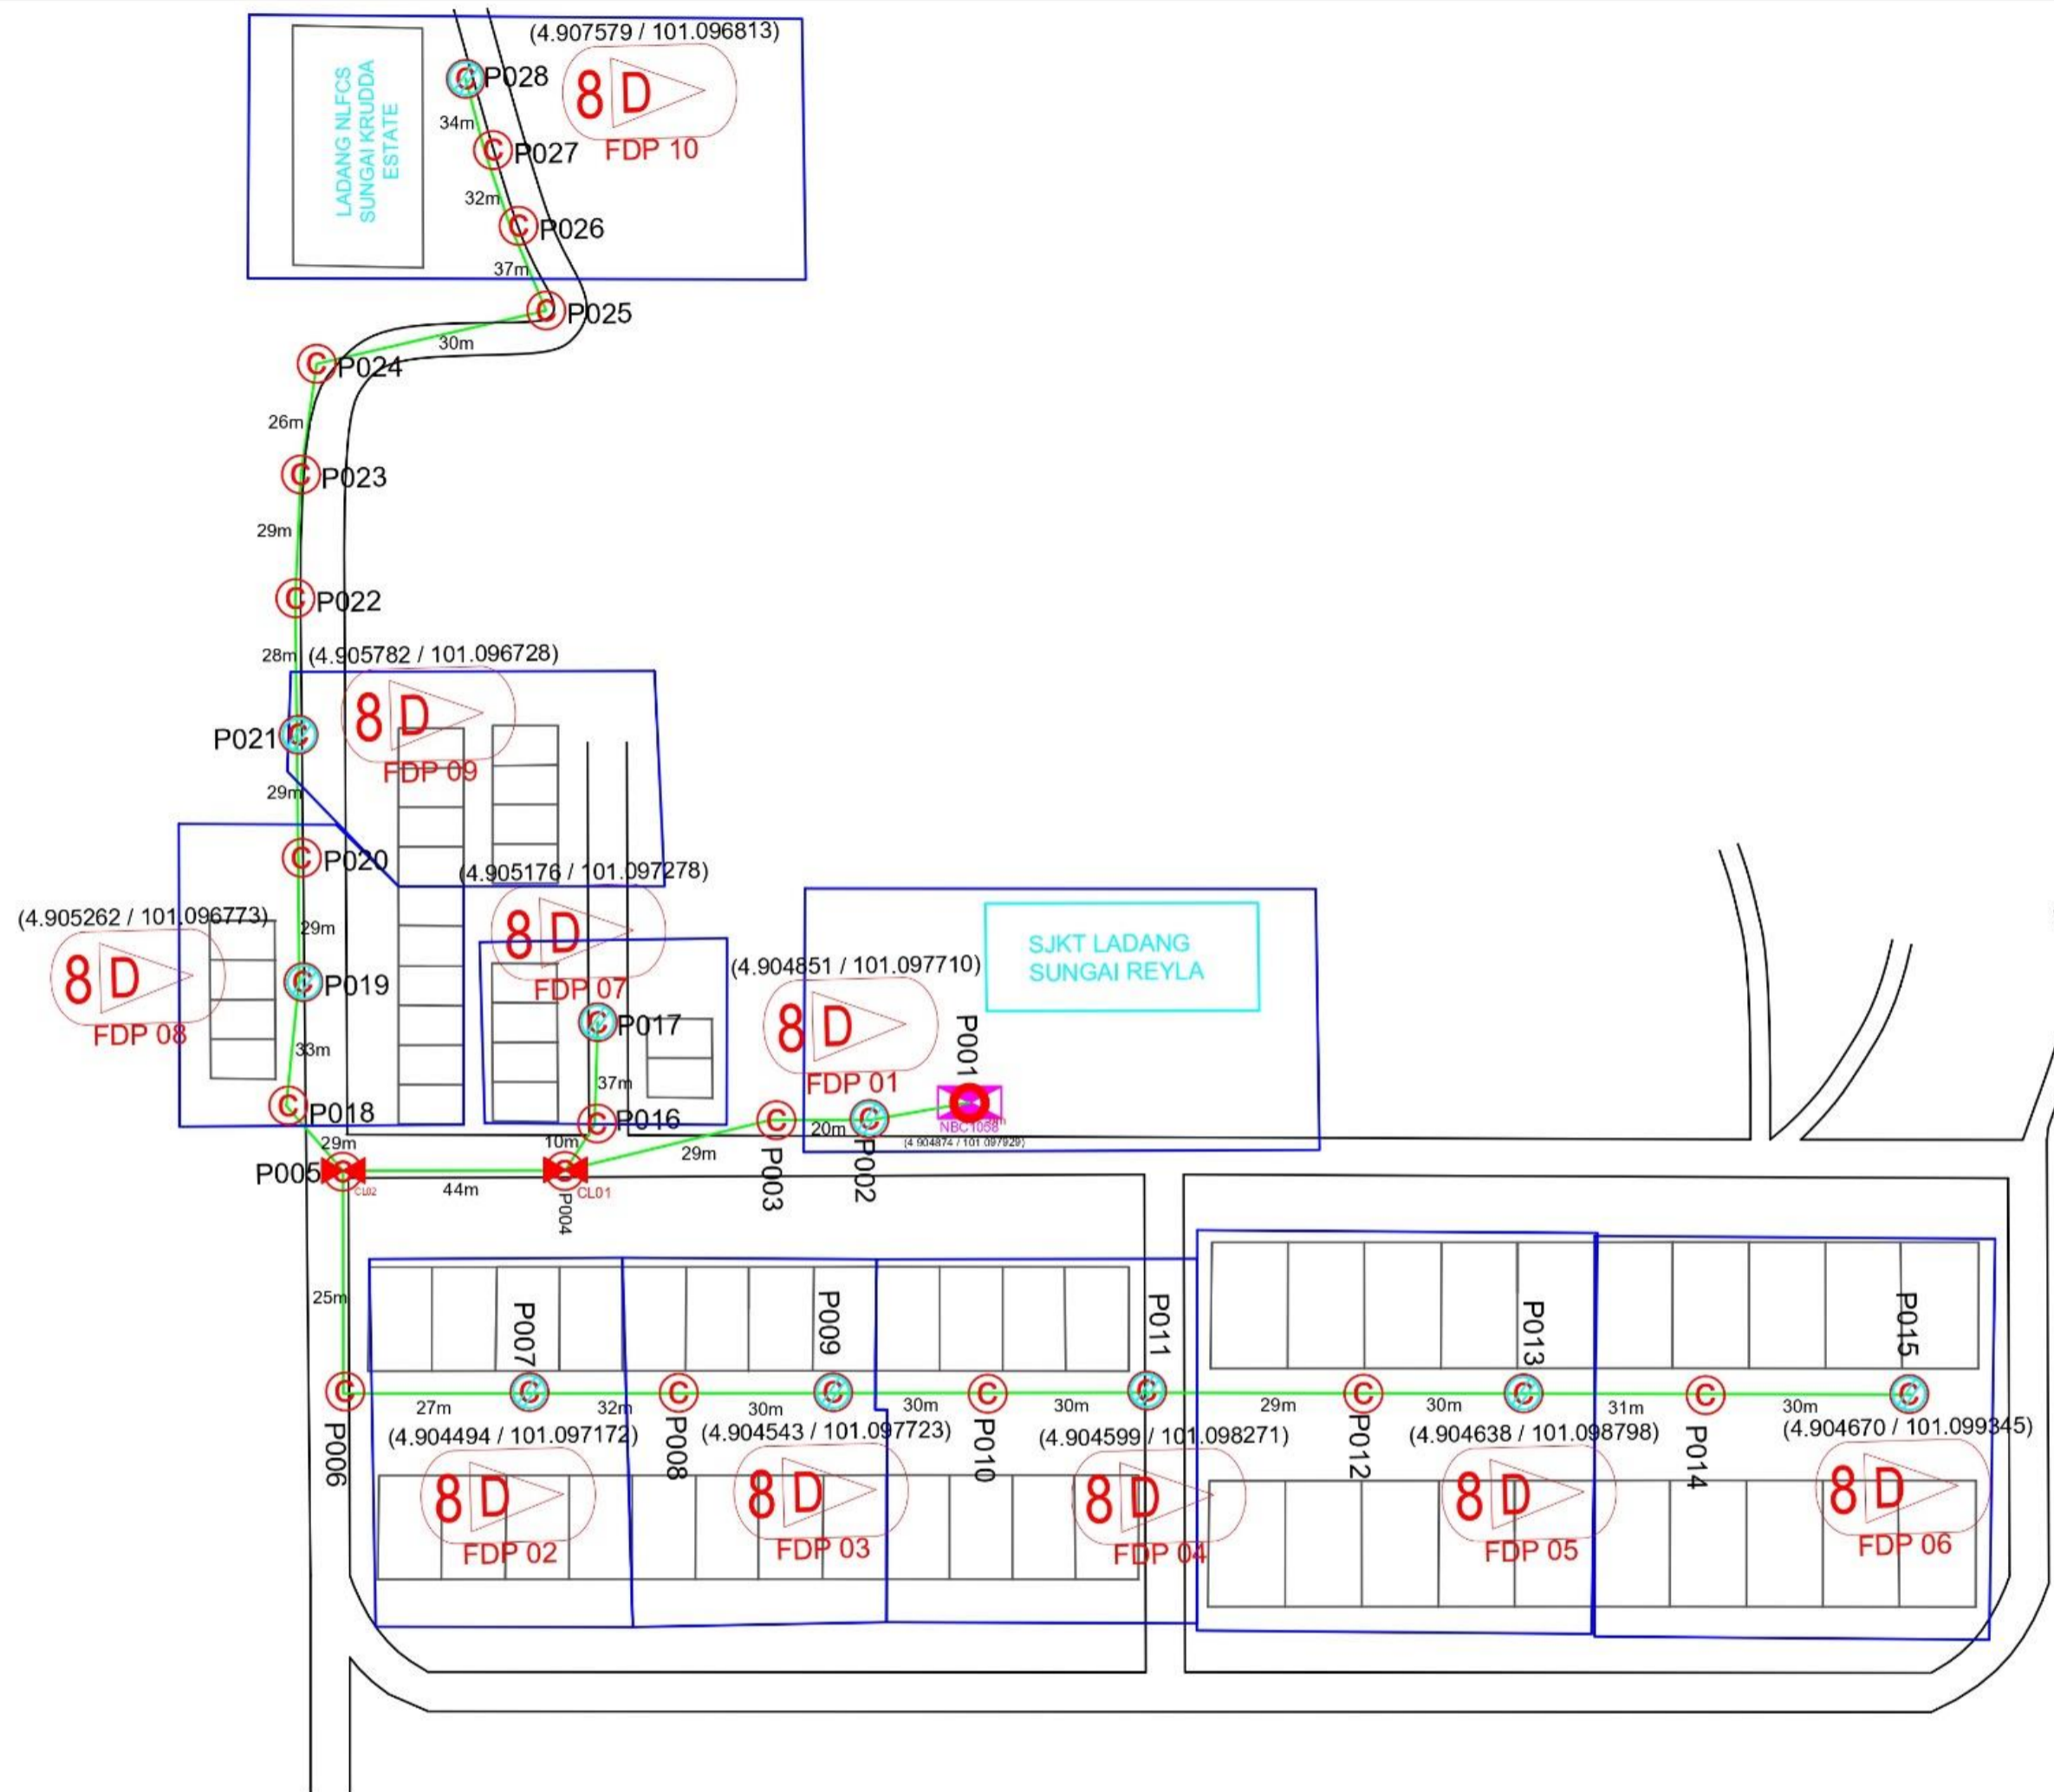 (4.907579 / 101.096813)
LADANG NLFCS
SUNGAI KRUDDA
ESTATE
P028
8 D
FDP 10
34m
P027
32m
P026
37m
P025
30m
P024
26m
P023
29m
P022
28m
(4.905782 / 101.096728)
8 D
FDP 09
P021
29m
P020
(4.905176 / 101.097278)
8 D
FDP 07
(4.905262 / 101.096773)
8 D
FDP 08
29m
P019
33m
P018
P017
37m
P016
(4.904851 / 101.097710)
8 D
FDP 01
SJKT LADANG
SUNGAI REYLA
P001
NBC1058
(4.904874 / 101.097929)
20m
P002
P003
29m
10m
29m
P005
CL02
44m
CL01
P004
25m
P006
27m
P007
32m
P008
30m
P009
30m
P010
30m
P011
29m
P012
30m
P013
31m
P014
30m
P015
(4.904494 / 101.097172)
8 D
FDP 02
(4.904543 / 101.097723)
8 D
FDP 03
(4.904599 / 101.098271)
8 D
FDP 04
(4.904638 / 101.098798)
8 D
FDP 05
(4.904670 / 101.099345)
8 D
FDP 06